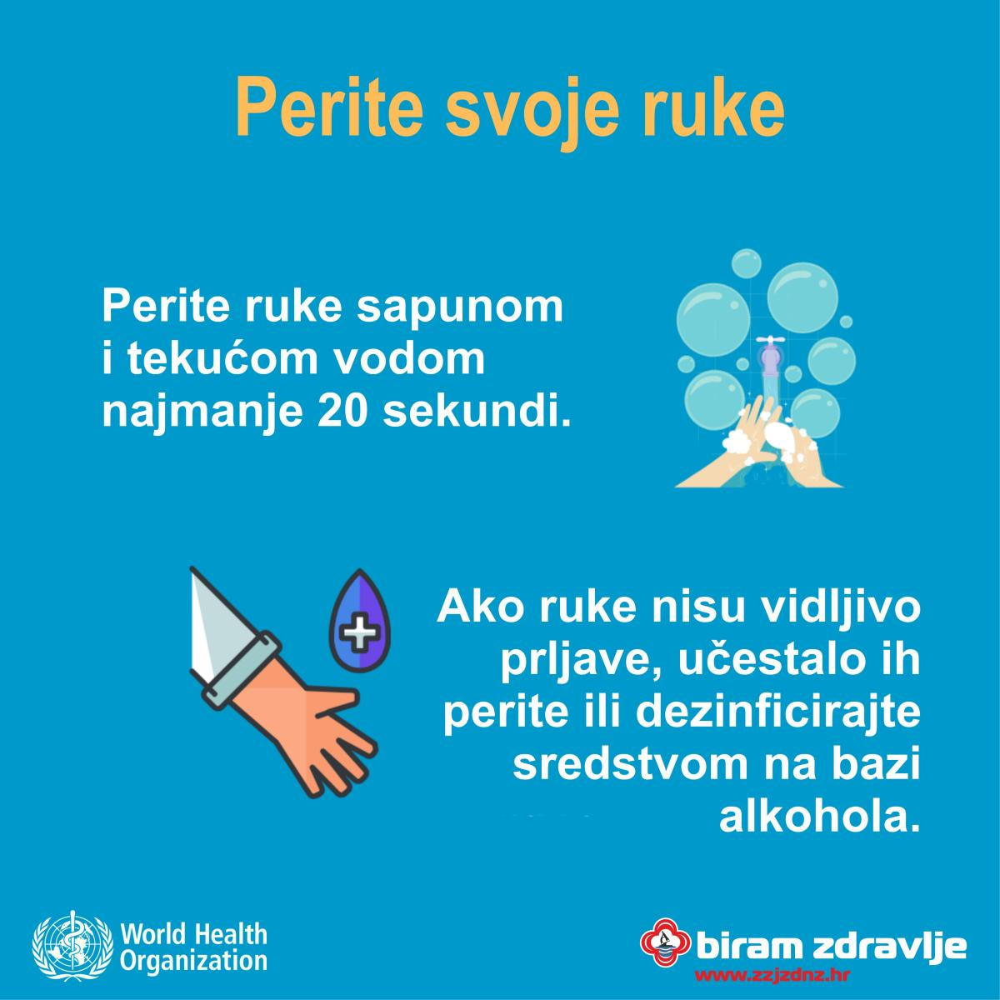 Perite svoje ruke
Perite ruke sapunom
i tekućom vodom
najmanje 20 sekundi.
Ako ruke nisu vidljivo
prljave, učestalo ih
perite ili dezinficirajte
sredstvom na bazi
alkohola.
World Health
Organization
biram zdravlje
www.zzjzdnz.hr